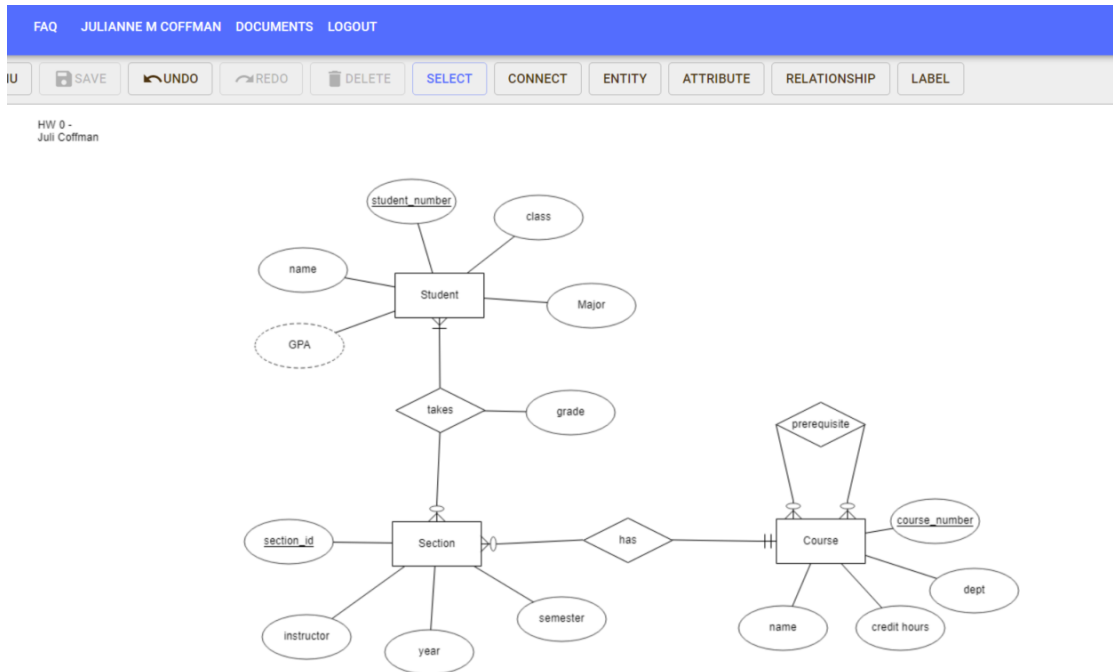 FAQ JULIANNE M COFFMAN DOCUMENTS LOGOUT
NU SAVE UNDO REDO DELETE SELECT CONNECT ENTITY ATTRIBUTE RELATIONSHIP LABEL
HW 0 -
Juli Coffman
student_number
class
name
Student
Major
GPA
takes
grade
prerequisite
section_id
Section
has
Course
course_number
instructor
year
semester
name
credit hours
dept